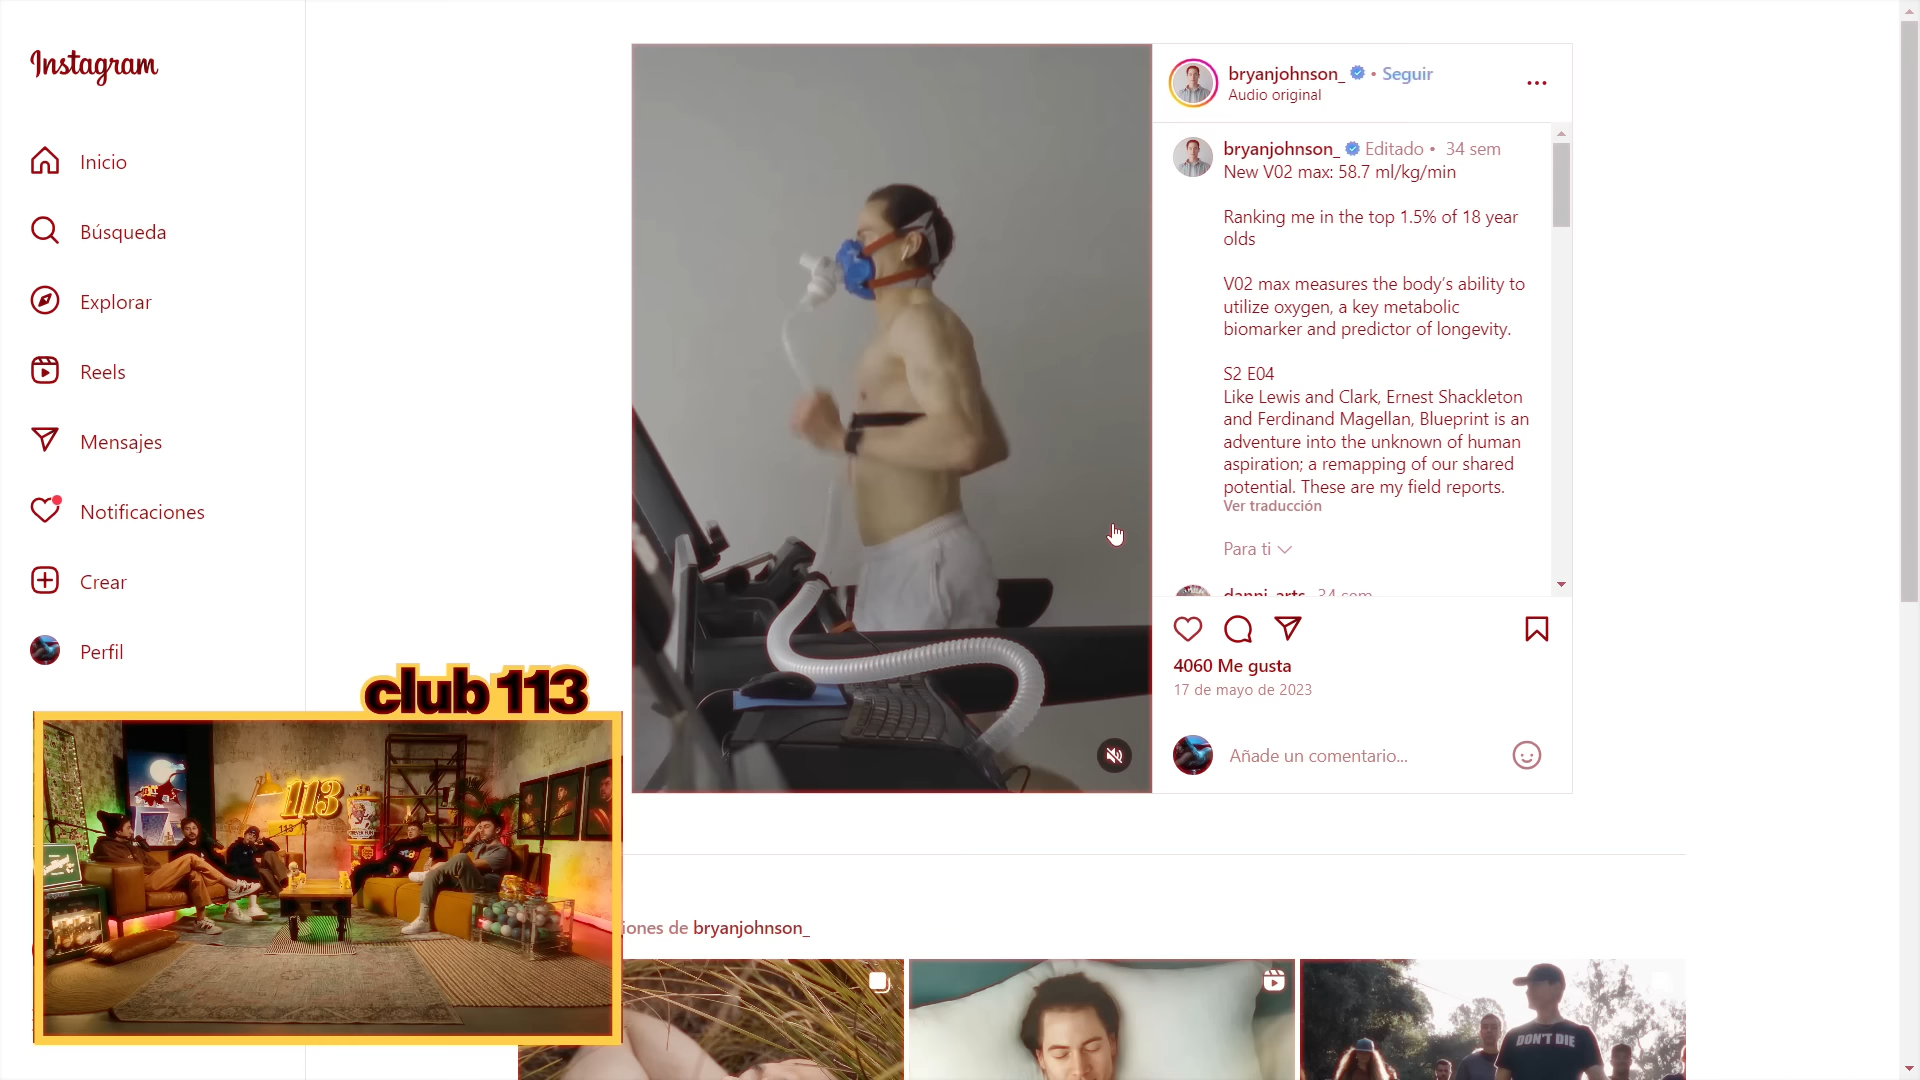 Instagram
Inicio
Búsqueda
Explorar
Reels
Mensajes
Notificaciones
Crear
Perfil
club 113
113
113
bryanjohnson_ • Seguir
Audio original
bryanjohnson_ Editado • 34 sem
New V02 max: 58.7 ml/kg/min
Ranking me in the top 1.5% of 18 year
olds
V02 max measures the body’s ability to
utilize oxygen, a key metabolic
biomarker and predictor of longevity.
S2 E04
Like Lewis and Clark, Ernest Shackleton
and Ferdinand Magellan, Blueprint is an
adventure into the unknown of human
aspiration; a remapping of our shared
potential. These are my field reports.
Ver traducción
Para ti
danni_arts 34 sem
4060 Me gusta
17 de mayo de 2023
Añade un comentario...
iones de bryanjohnson_
DON'T DIE